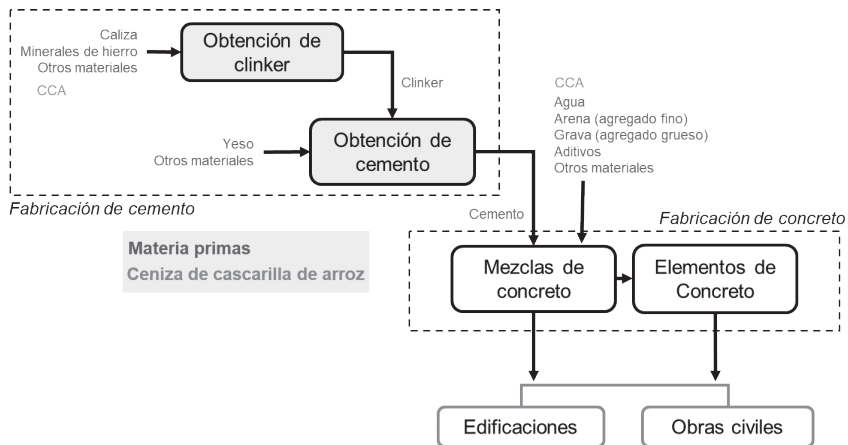 Caliza
Minerales de hierro
Otros materiales
CCA
Obtención de
clinker
Clinker
Yeso
Otros materiales
Obtención de
cemento
Fabricación de cemento
CCA
Agua
Arena (agregado fino)
Grava (agregado grueso)
Aditivos
Otros materiales
Cemento
Fabricación de concreto
Materia primas
Ceniza de cascarilla de arroz
Mezclas de
concreto
Elementos de
Concreto
Edificaciones
Obras civiles